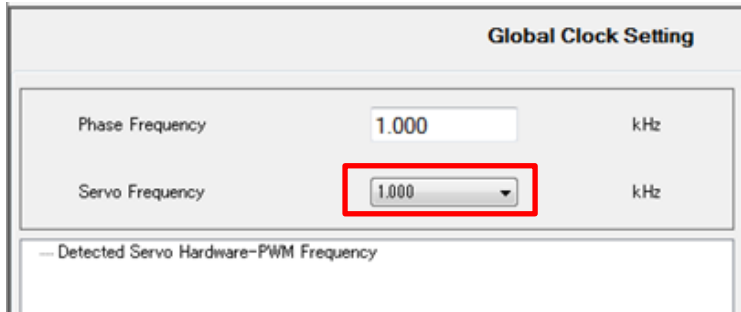 Global Clock Setting
Phase Frequency 1.000 kHz
Servo Frequency 1.000 kHz
Detected Servo Hardware-PWM Frequency